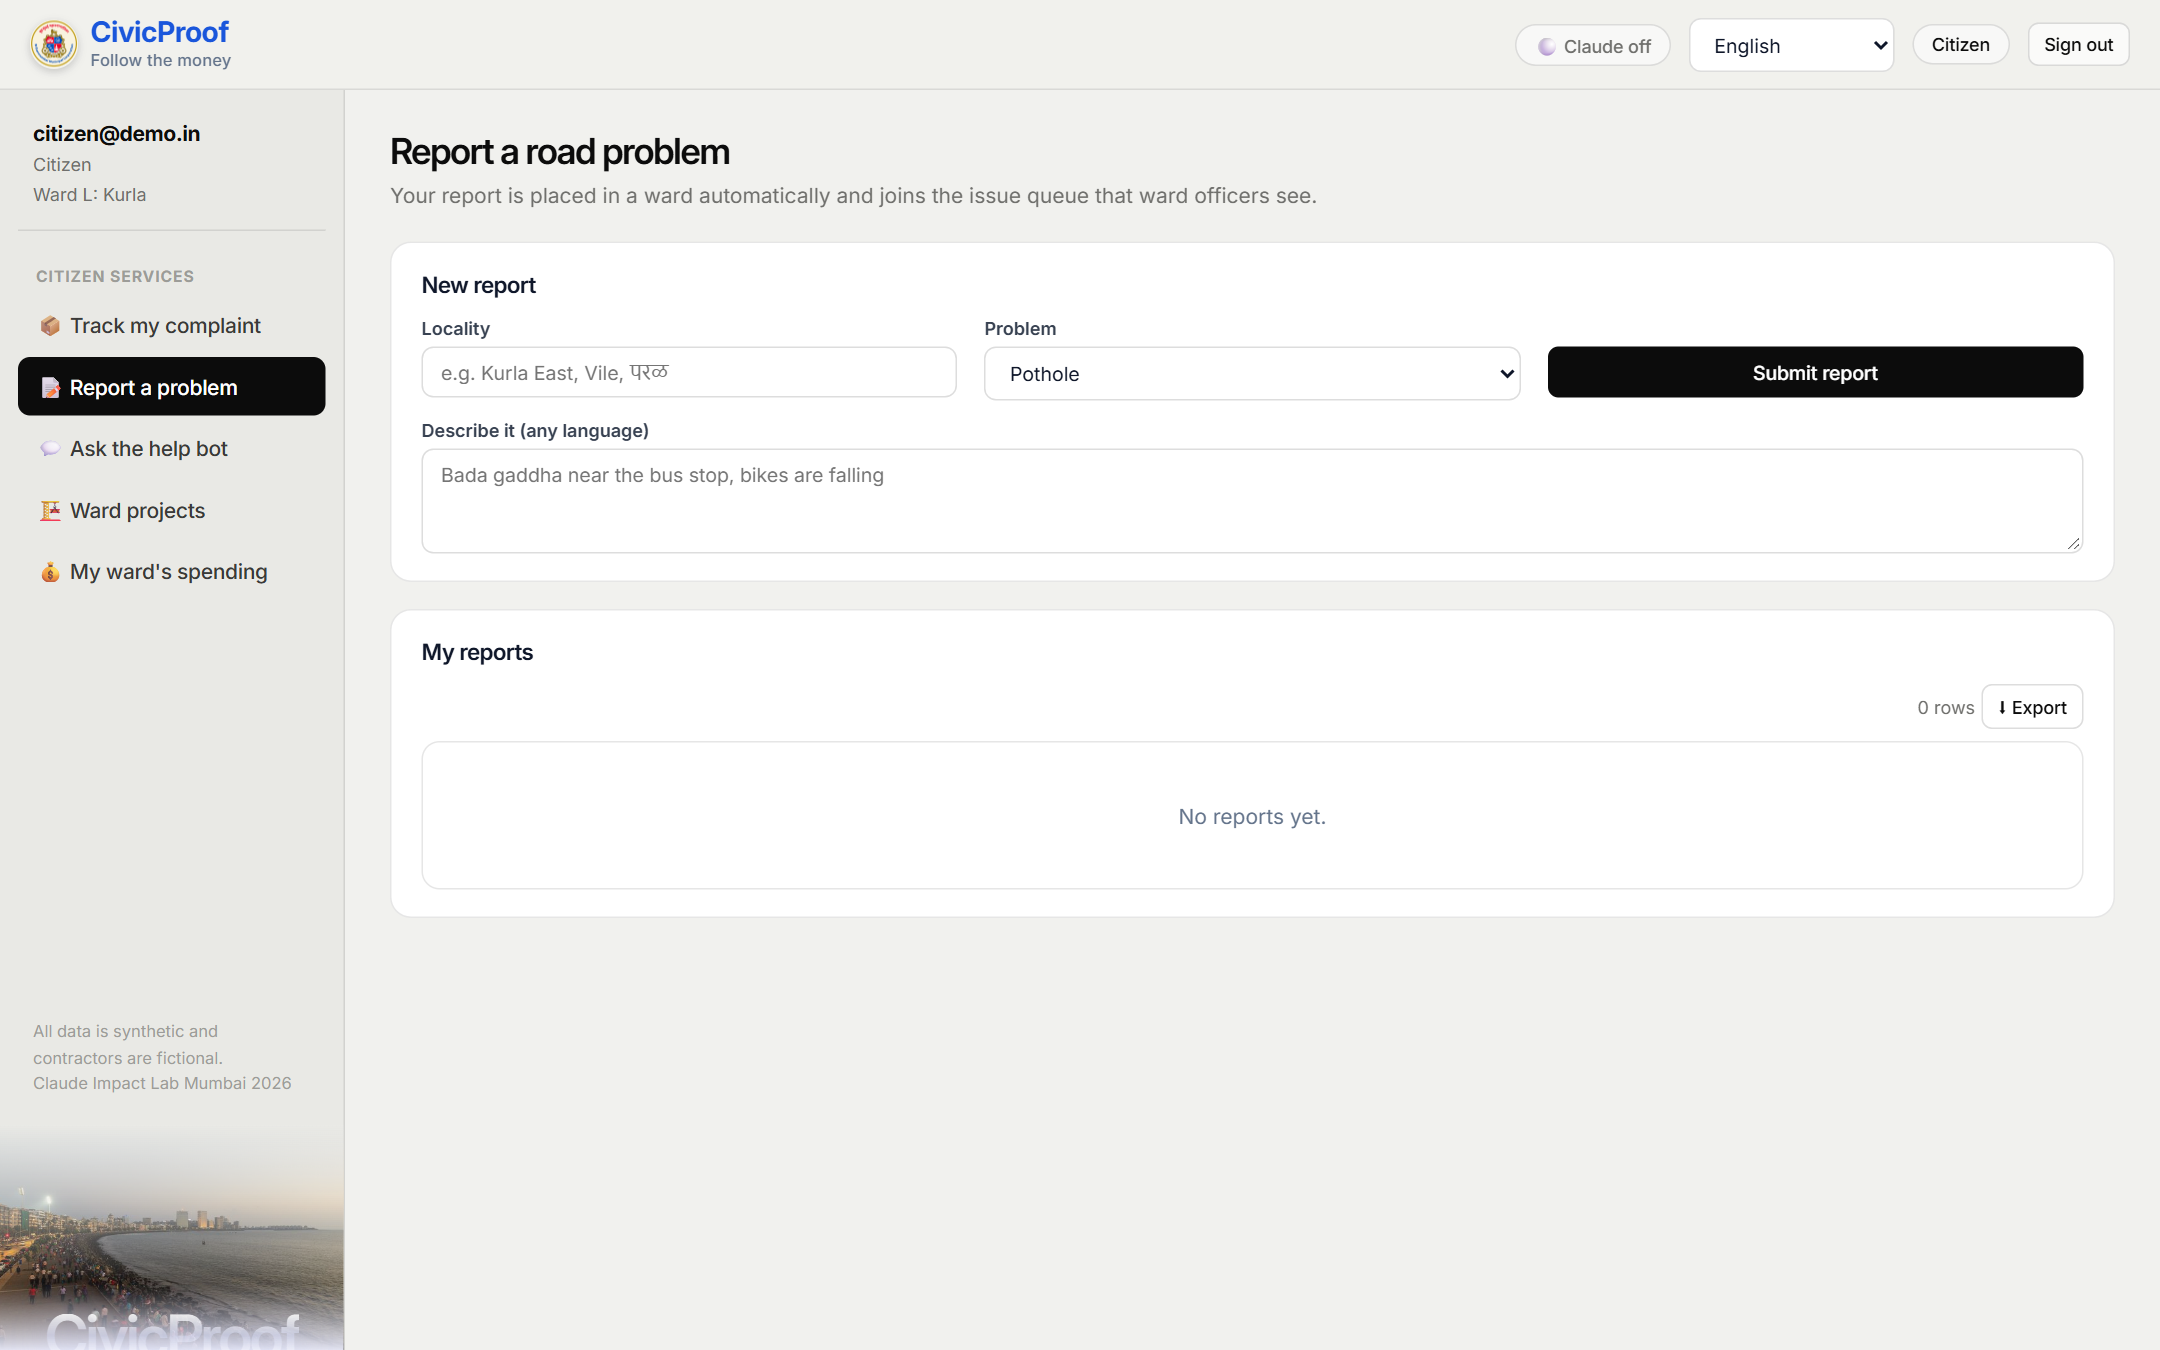 CivicProof
Follow the money
Claude off
English
Citizen
Sign out
citizen@demo.in
Citizen
Ward L: Kurla
CITIZEN SERVICES
Track my complaint
Report a problem
Ask the help bot
Ward projects
My ward's spending
All data is synthetic and
contractors are fictional.
Claude Impact Lab Mumbai 2026
CivicProof
Report a road problem
Your report is placed in a ward automatically and joins the issue queue that ward officers see.
New report
Locality
Problem
e.g. Kurla East, Vile, परळ
Pothole
Submit report
Describe it (any language)
Bada gaddha near the bus stop, bikes are falling
My reports
0 rows
⭳ Export
No reports yet.